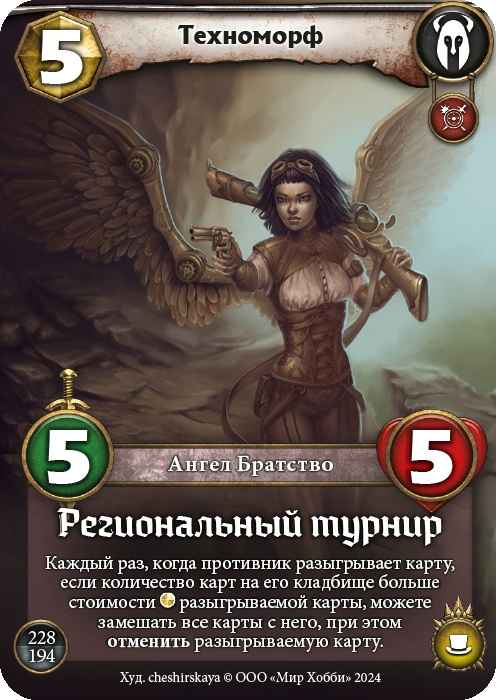 5
Техноморф
5
Ангел Братство
5
Региональный турнир
Каждый раз, когда противник разыгрывает карту,
если количество карт на его кладбище больше
стоимости разыгрываемой карты, можете
замешать все карты с него, при этом
отменить разыгрываемую карту.
228
194
Худ. cheshirskaya © ООО «Мир Хобби» 2024